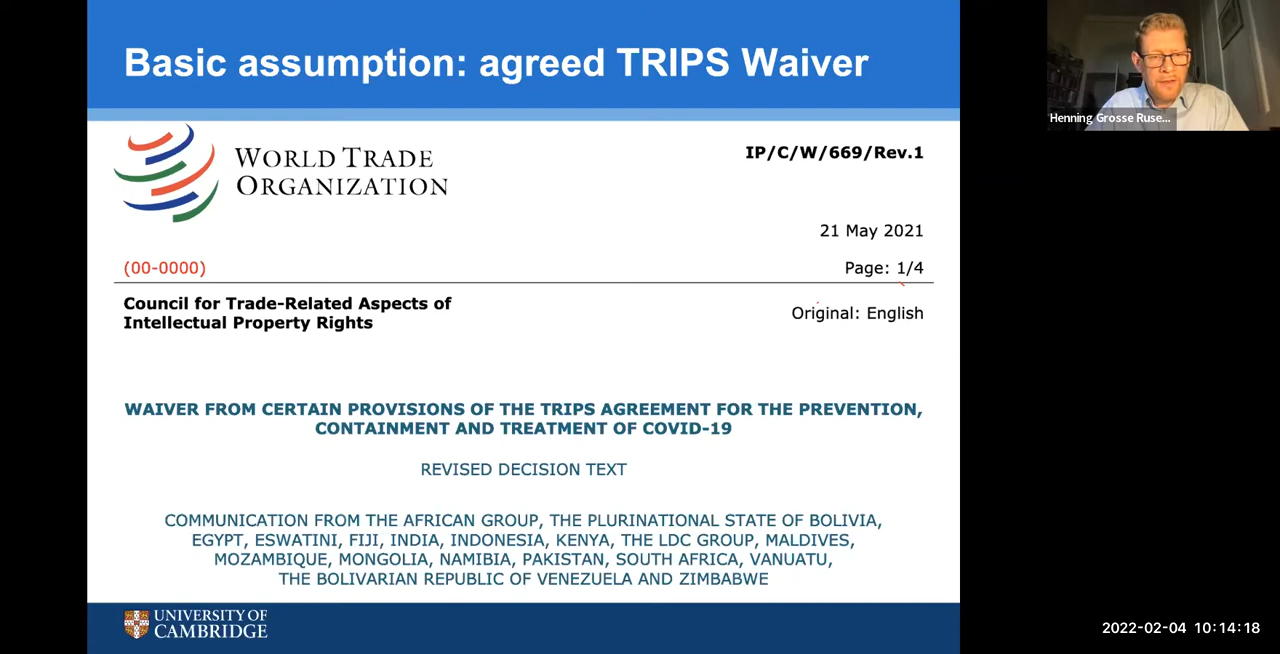 Basic assumption: agreed TRIPS Waiver
WORLD TRADE
ORGANIZATION
IP/C/W/669/Rev.1
21 May 2021
(00-0000)
Page: 1/4
Council for Trade-Related Aspects of
Intellectual Property Rights
Original: English
WAIVER FROM CERTAIN PROVISIONS OF THE TRIPS AGREEMENT FOR THE PREVENTION,
CONTAINMENT AND TREATMENT OF COVID-19
REVISED DECISION TEXT
COMMUNICATION FROM THE AFRICAN GROUP, THE PLURINATIONAL STATE OF BOLIVIA,
EGYPT, ESWATINI, FIJI, INDIA, INDONESIA, KENYA, THE LDC GROUP, MALDIVES,
MOZAMBIQUE, MONGOLIA, NAMIBIA, PAKISTAN, SOUTH AFRICA, VANUATU,
THE BOLIVARIAN REPUBLIC OF VENEZUELA AND ZIMBABWE
UNIVERSITY OF
CAMBRIDGE
Henning Grosse Ruse...
2022-02-04 10:14:18